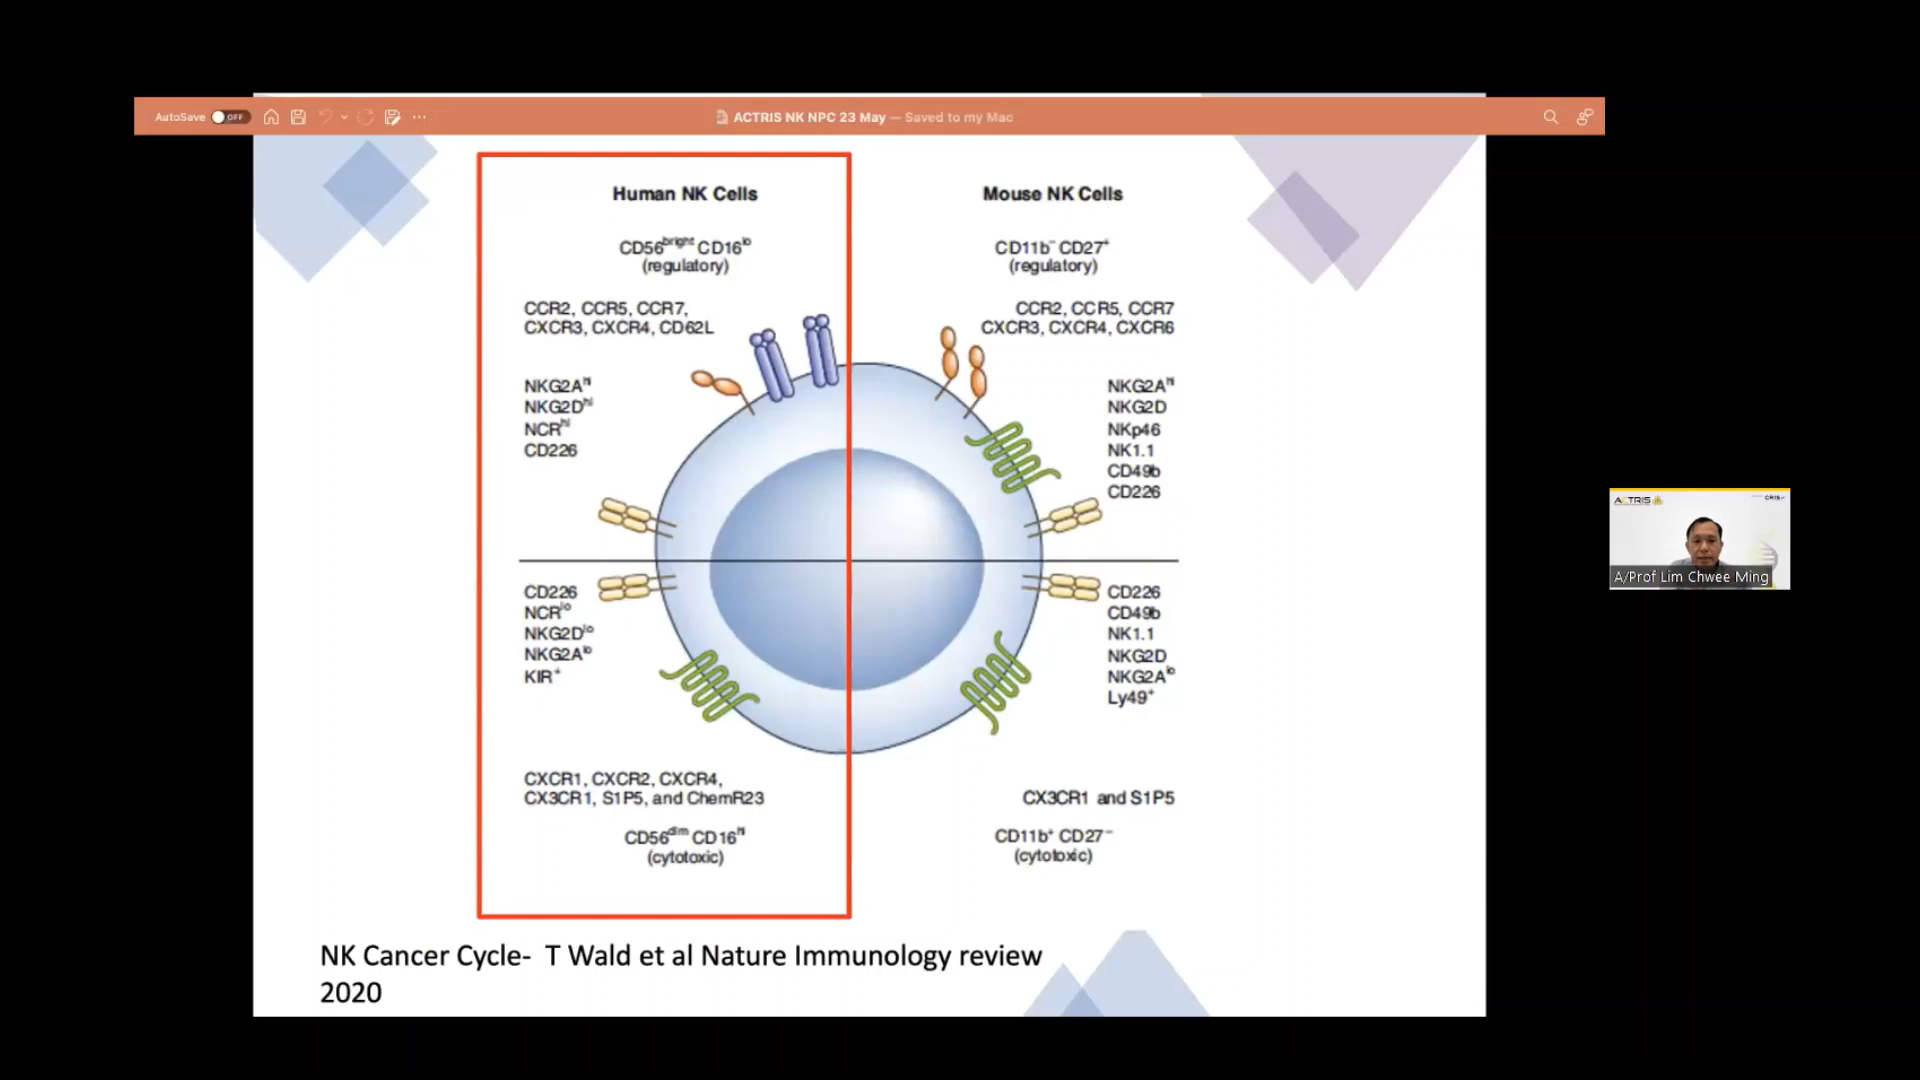 AutoSave OFF
ACTRIS NK NPC 23 May — Saved to my Mac
Human NK Cells
CD56bright CD16lo
(regulatory)
CCR2, CCR5, CCR7,
CXCR3, CXCR4, CD62L
NKG2Ahi
NKG2Dhi
NCRhi
CD226
CD226
NCRlo
NKG2Dlo
NKG2Alo
KIR+
CXCR1, CXCR2, CXCR4,
CX3CR1, S1P5, and ChemR23
CD56dim CD16hi
(cytotoxic)
Mouse NK Cells
CD11b− CD27+
(regulatory)
CCR2, CCR5, CCR7
CXCR3, CXCR4, CXCR6
NKG2Ahi
NKG2D
NKp46
NK1.1
CD49b
CD226
CD226
CD49b
NK1.1
NKG2D
NKG2Alo
Ly49+
CX3CR1 and S1P5
CD11b+ CD27−
(cytotoxic)
NK Cancer Cycle- T Wald et al Nature Immunology review
2020
ACTRIS
CRIS
A/Prof Lim Chwee Ming